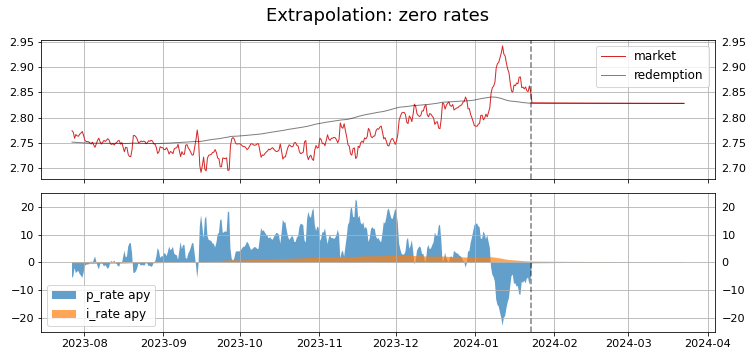 Extrapolation: zero rates
2.95 2.95
2.90 2.90
2.85 2.85
2.80 2.80
2.75 2.75
2.70 2.70
market
redemption
20 20
10 10
0 0
−10 −10
−20 −20
p_rate apy
i_rate apy
2023-08 2023-09 2023-10 2023-11 2023-12 2024-01 2024-02 2024-03 2024-04